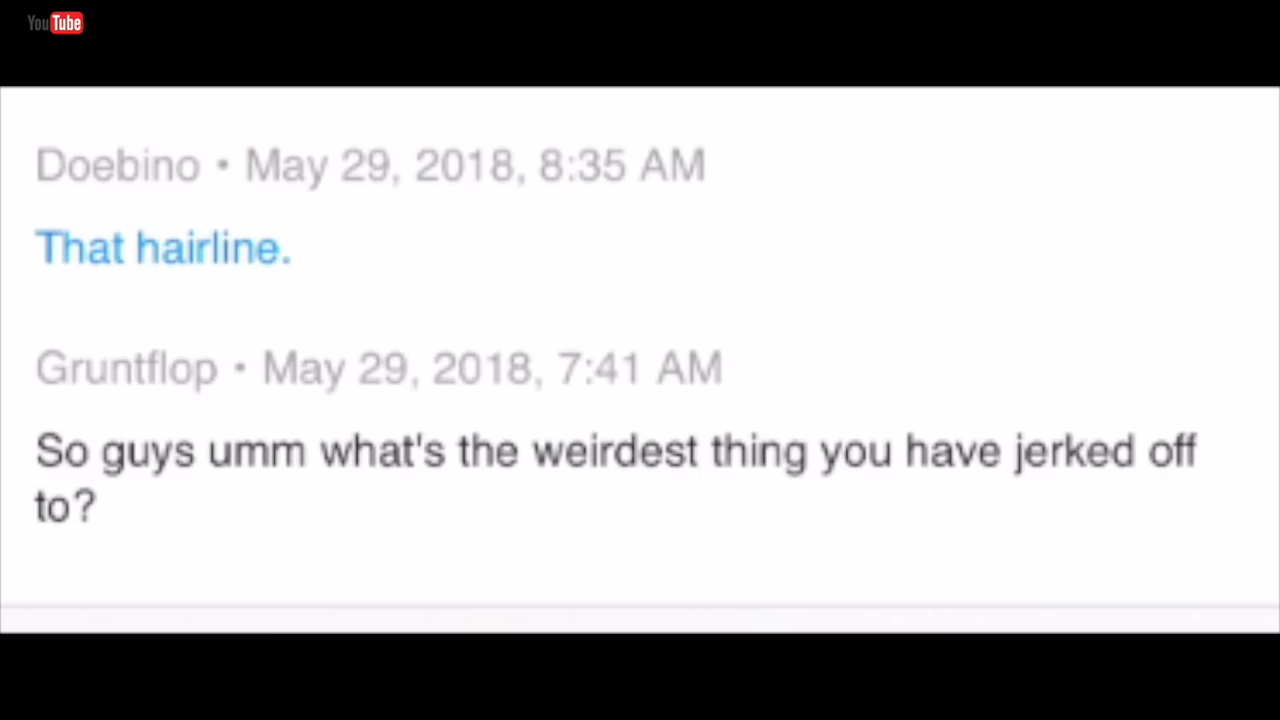 YouTube
Doebino • May 29, 2018, 8:35 AM
That hairline.
Gruntflop • May 29, 2018, 7:41 AM
So guys umm what's the weirdest thing you have jerked off
to?